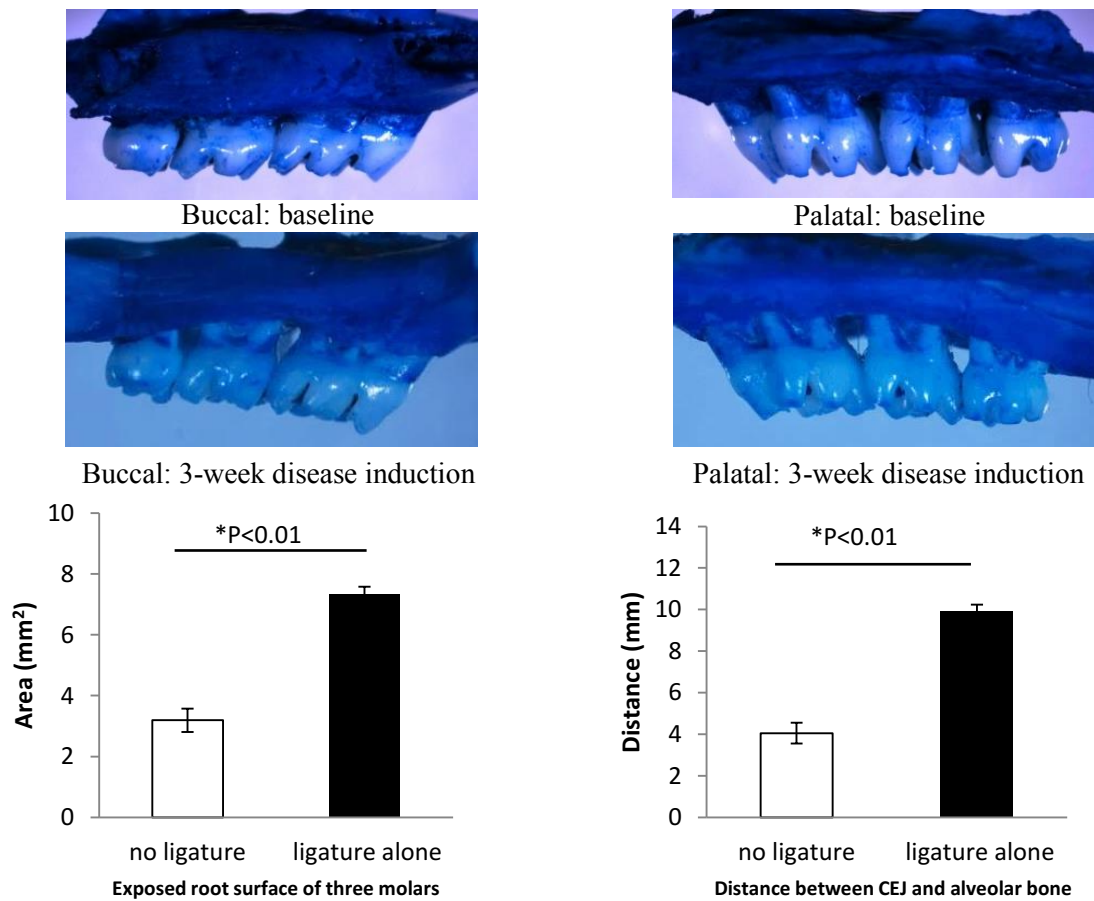 Buccal: baseline
Palatal: baseline
Buccal: 3-week disease induction
Palatal: 3-week disease induction
10
8
6
4
2
0
Area (mm²)
*P<0.01
no ligature
ligature alone
Exposed root surface of three molars
14
12
10
8
6
4
2
0
Distance (mm)
*P<0.01
no ligature
ligature alone
Distance between CEJ and alveolar bone